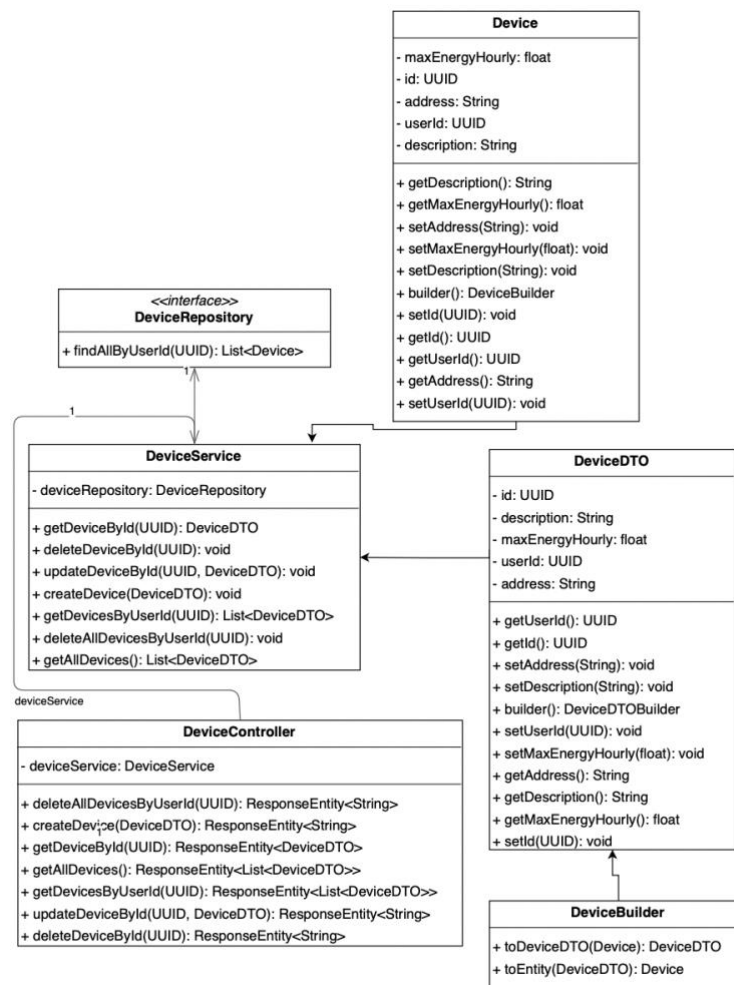 Device
- maxEnergyHourly: float
- id: UUID
- address: String
- userId: UUID
- description: String
+ getDescription(): String
+ getMaxEnergyHourly(): float
+ setAddress(String): void
+ setMaxEnergyHourly(float): void
+ setDescription(String): void
+ builder(): DeviceBuilder
+ setId(UUID): void
+ getId(): UUID
+ getUserId(): UUID
+ getAddress(): String
+ setUserId(UUID): void
<<interface>>
DeviceRepository
+ findAllByUserId(UUID): List<Device>
1
1
DeviceService
- deviceRepository: DeviceRepository
+ getDeviceById(UUID): DeviceDTO
+ deleteDeviceById(UUID): void
+ updateDeviceById(UUID, DeviceDTO): void
+ createDevice(DeviceDTO): void
+ getDevicesByUserId(UUID): List<DeviceDTO>
+ deleteAllDevicesByUserId(UUID): void
+ getAllDevices(): List<DeviceDTO>
DeviceDTO
- id: UUID
- description: String
- maxEnergyHourly: float
- userId: UUID
- address: String
+ getUserId(): UUID
+ getId(): UUID
+ setAddress(String): void
+ setDescription(String): void
+ builder(): DeviceDTOBuilder
+ setUserId(UUID): void
+ setMaxEnergyHourly(float): void
+ getAddress(): String
+ getDescription(): String
+ getMaxEnergyHourly(): float
+ setId(UUID): void
deviceService
DeviceController
- deviceService: DeviceService
+ deleteAllDevicesByUserId(UUID): ResponseEntity<String>
+ createDevice(DeviceDTO): ResponseEntity<String>
1
+ getDeviceById(UUID): ResponseEntity<DeviceDTO>
+ getAllDevices(): ResponseEntity<List<DeviceDTO>>
+ getDevicesByUserId(UUID): ResponseEntity<List<DeviceDTO>>
+ updateDeviceById(UUID, DeviceDTO): ResponseEntity<String>
+ deleteDeviceById(UUID): ResponseEntity<String>
DeviceBuilder
+ toDeviceDTO(Device): DeviceDTO
+ toEntity(DeviceDTO): Device